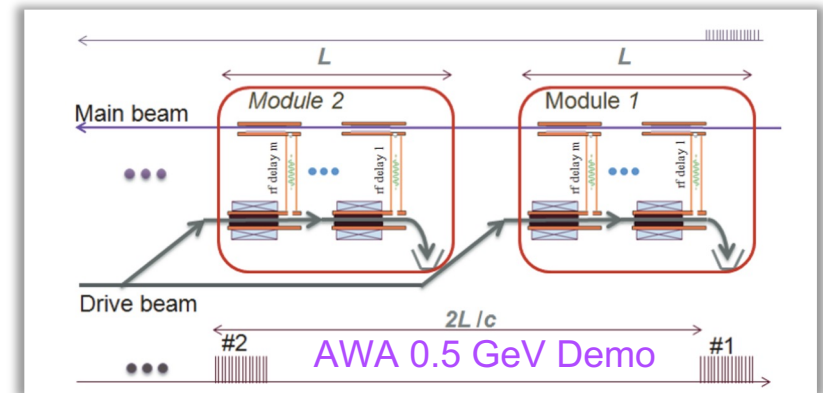 L L
Module 2 Module 1
Main beam
rf delay m rf delay 1 rf delay m rf delay 1
Drive beam
2L/c
#2 AWA 0.5 GeV Demo #1